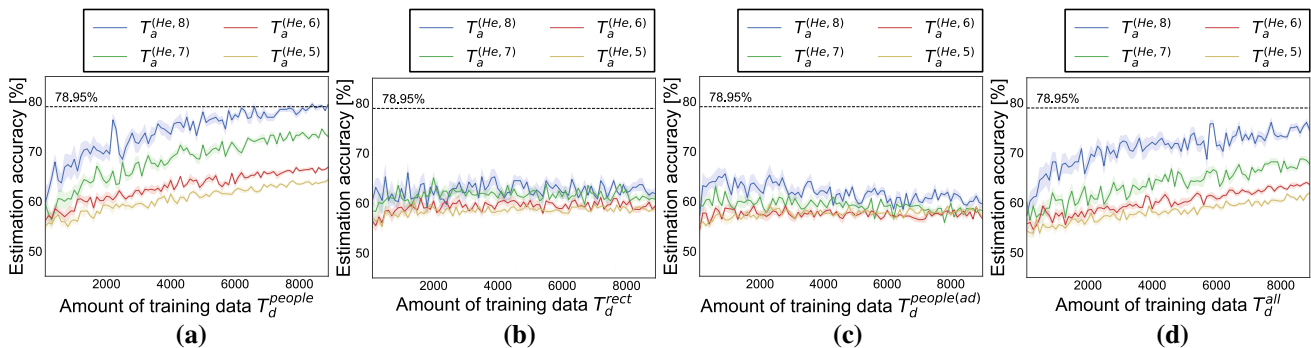 T_a^(He, 8) T_a^(He, 6)
T_a^(He, 7) T_a^(He, 5)
Estimation accuracy [%]
80
70
60
50
78.95%
2000 4000 6000 8000
Amount of training data T_d^people
(a)
T_a^(He, 8) T_a^(He, 6)
T_a^(He, 7) T_a^(He, 5)
Estimation accuracy [%]
80
70
60
50
78.95%
2000 4000 6000 8000
Amount of training data T_d^rect
(b)
T_a^(He, 8) T_a^(He, 6)
T_a^(He, 7) T_a^(He, 5)
Estimation accuracy [%]
80
70
60
50
78.95%
2000 4000 6000 8000
Amount of training data T_d^people(ad)
(c)
T_a^(He, 8) T_a^(He, 6)
T_a^(He, 7) T_a^(He, 5)
Estimation accuracy [%]
80
70
60
50
78.95%
2000 4000 6000 8000
Amount of training data T_d^all
(d)